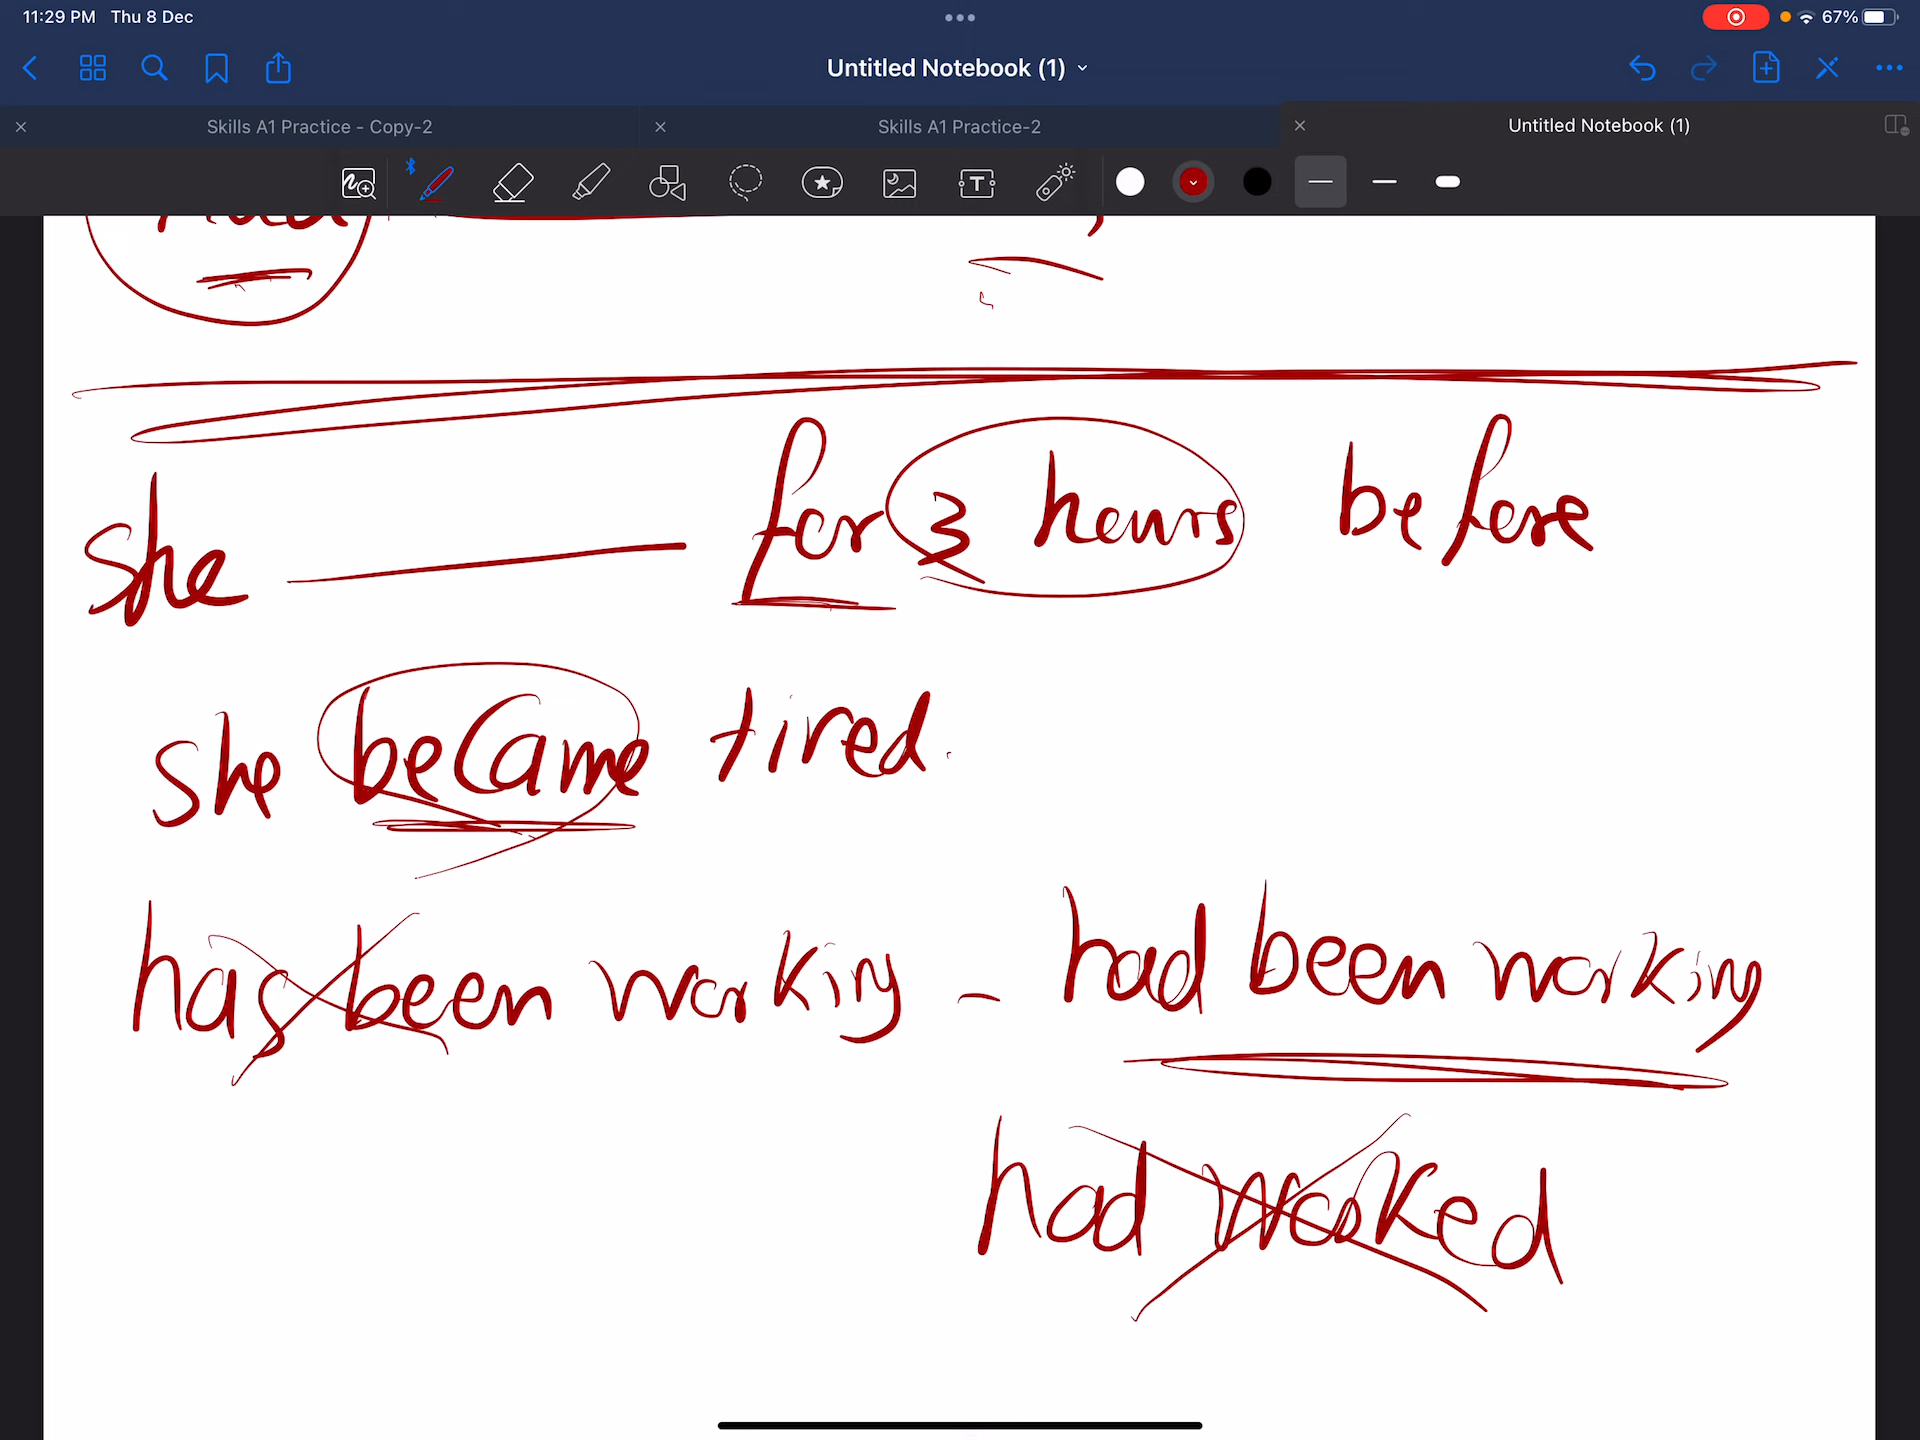 11:29 PM Thu 8 Dec
67%
Untitled Notebook (1)
Skills A1 Practice - Copy-2
Skills A1 Practice-2
Untitled Notebook (1)
she for 3 hours before
she became tired.
has been working - had been working
had worked